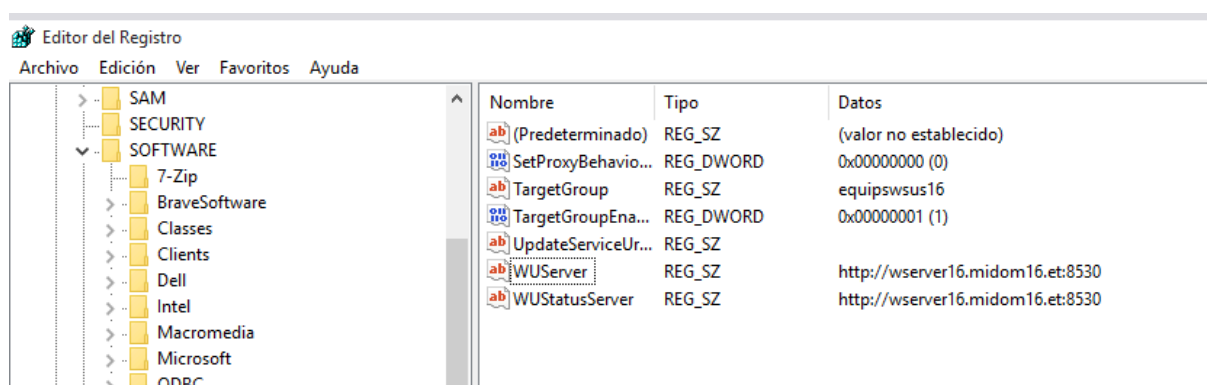 Editor del Registro
Archivo Edición Ver Favoritos Ayuda
SAM
SECURITY
SOFTWARE
7-Zip
BraveSoftware
Classes
Clients
Dell
Intel
Macromedia
Microsoft
ODBC
Nombre Tipo Datos
(Predeterminado) REG_SZ (valor no establecido)
SetProxyBehavio... REG_DWORD 0x00000000 (0)
TargetGroup REG_SZ equipswsus16
TargetGroupEna... REG_DWORD 0x00000001 (1)
UpdateServiceUr... REG_SZ
WUServer REG_SZ http://wserver16.midom16.et:8530
WUStatusServer REG_SZ http://wserver16.midom16.et:8530